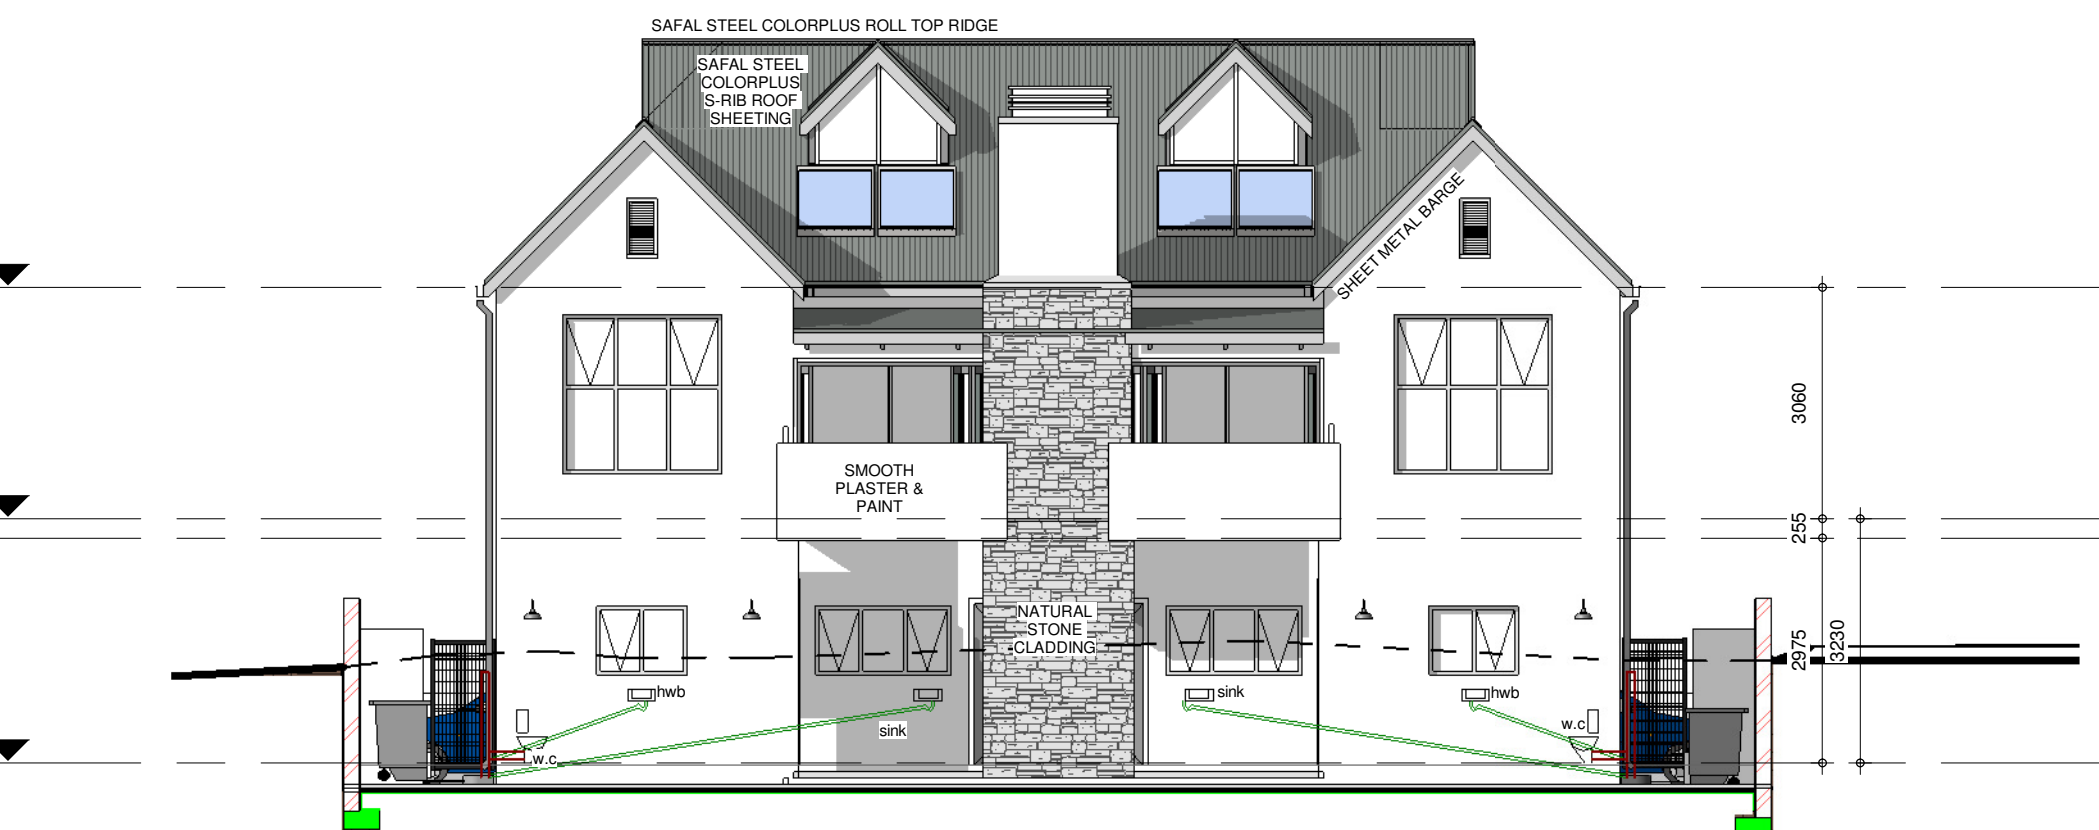 SAFAL STEEL COLORPLUS ROLL TOP RIDGE
SAFAL STEEL
COLORPLUS
S-RIB ROOF
SHEETING
SHEET METAL BARGE
3060
SMOOTH
PLASTER &
PAINT
255
NATURAL
STONE
CLADDING
2975
3230
hwb
sink
hwb
sink
w.c
w.c